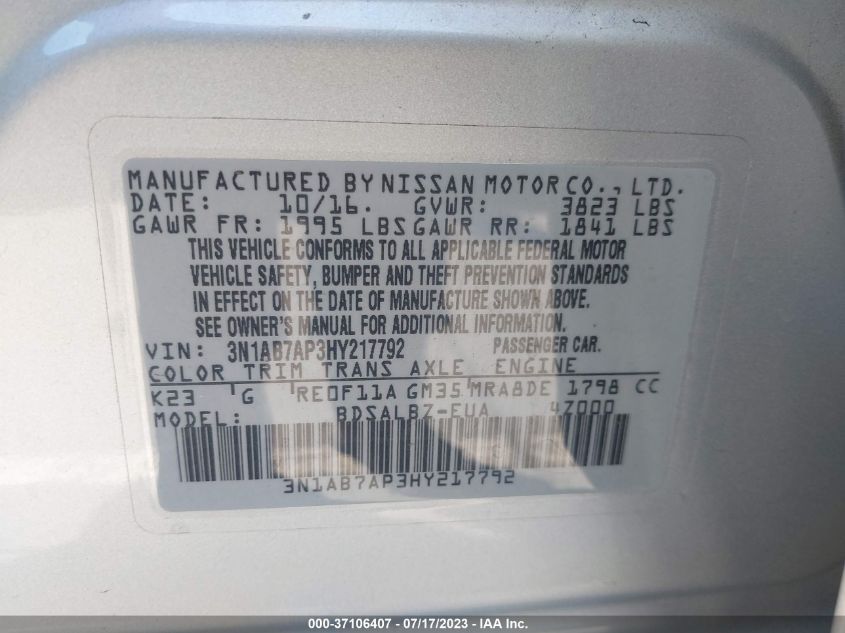 MANUFACTURED BY NISSAN MOTOR CO., LTD.
DATE: 10/16. GVWR: 3823 LBS
GAWR FR: 1995 LBS GAWR RR: 1841 LBS
THIS VEHICLE CONFORMS TO ALL APPLICABLE FEDERAL MOTOR
VEHICLE SAFETY, BUMPER AND THEFT PREVENTION STANDARDS
IN EFFECT ON THE DATE OF MANUFACTURE SHOWN ABOVE.
SEE OWNER'S MANUAL FOR ADDITIONAL INFORMATION.
VIN: 3N1AB7AP3HY217792 PASSENGER CAR.
COLOR TRIM TRANS AXLE ENGINE
K23 G RE0F11A GM35 MRA8DE 1798 CC
MODEL: BDSALBZ-EUA 4Z000
3N1AB7AP3HY217792
000-37106407 - 07/17/2023 - IAA Inc.